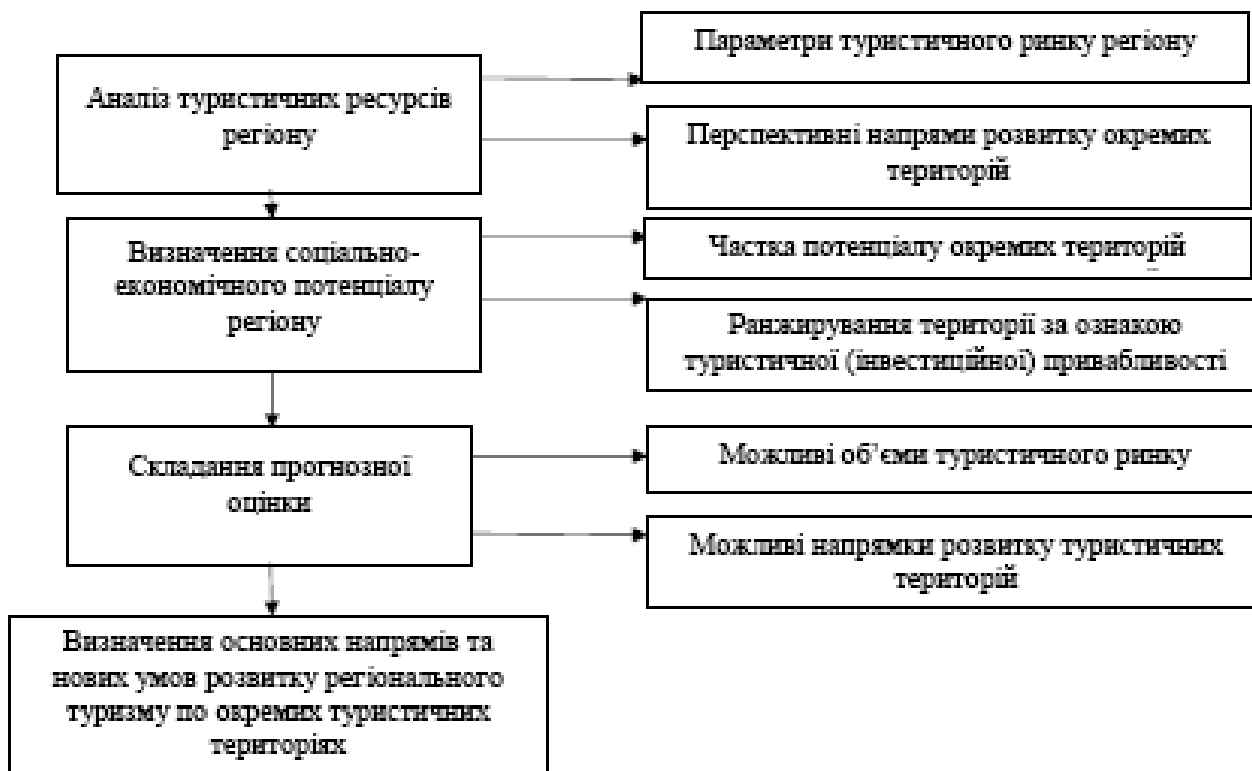 Параметри туристичного ринку регіону
Аналіз туристичних ресурсів
регіону
Перспективні напрями розвитку окремих
територій
Визначення соціально-
економічного потенціалу
регіону
Частка потенціалу окремих територій
Ранжирування території за ознакою
туристичної (інвестиційної) привабливості
Складання прогнозної
оцінки
Можливі об’єми туристичного ринку
Можливі напрямки розвитку туристичних
територій
Визначення основних напрямів та
нових умов розвитку регіонального
туризму по окремих туристичних
територіях